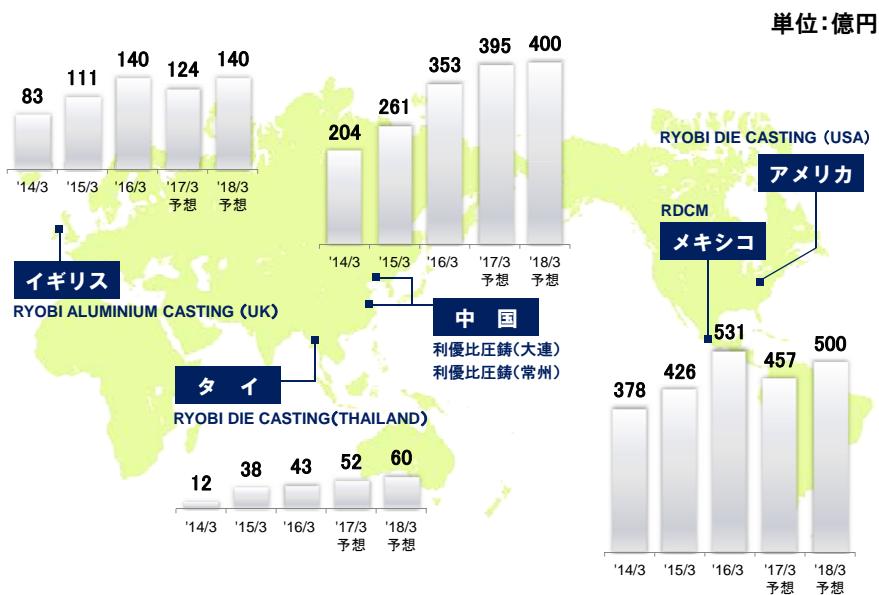 単位：億円
83
111
140
124
140
'14/3
'15/3
'16/3
'17/3
予想
'18/3
予想
イギリス
RYOBI ALUMINIUM CASTING （UK）
204
261
353
395
400
'14/3
'15/3
'16/3
'17/3
予想
'18/3
予想
中 国
利優比圧鋳（大連）
利優比圧鋳（常州）
タ イ
RYOBI DIE CASTING（THAILAND）
12
38
43
52
60
'14/3
'15/3
'16/3
'17/3
予想
'18/3
予想
RYOBI DIE CASTING （USA）
アメリカ
RDCM
メキシコ
378
426
531
457
500
'14/3
'15/3
'16/3
'17/3
予想
'18/3
予想